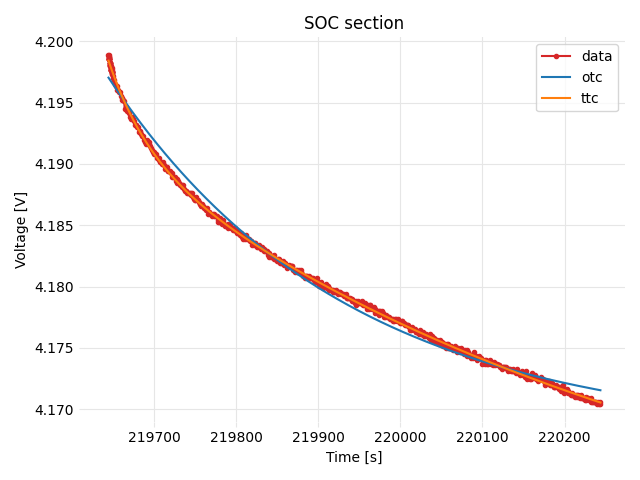 SOC section
4.200
4.195
4.190
4.185
4.180
4.175
4.170
Voltage [V]
data
otc
ttc
219700 219800 219900 220000 220100 220200
Time [s]